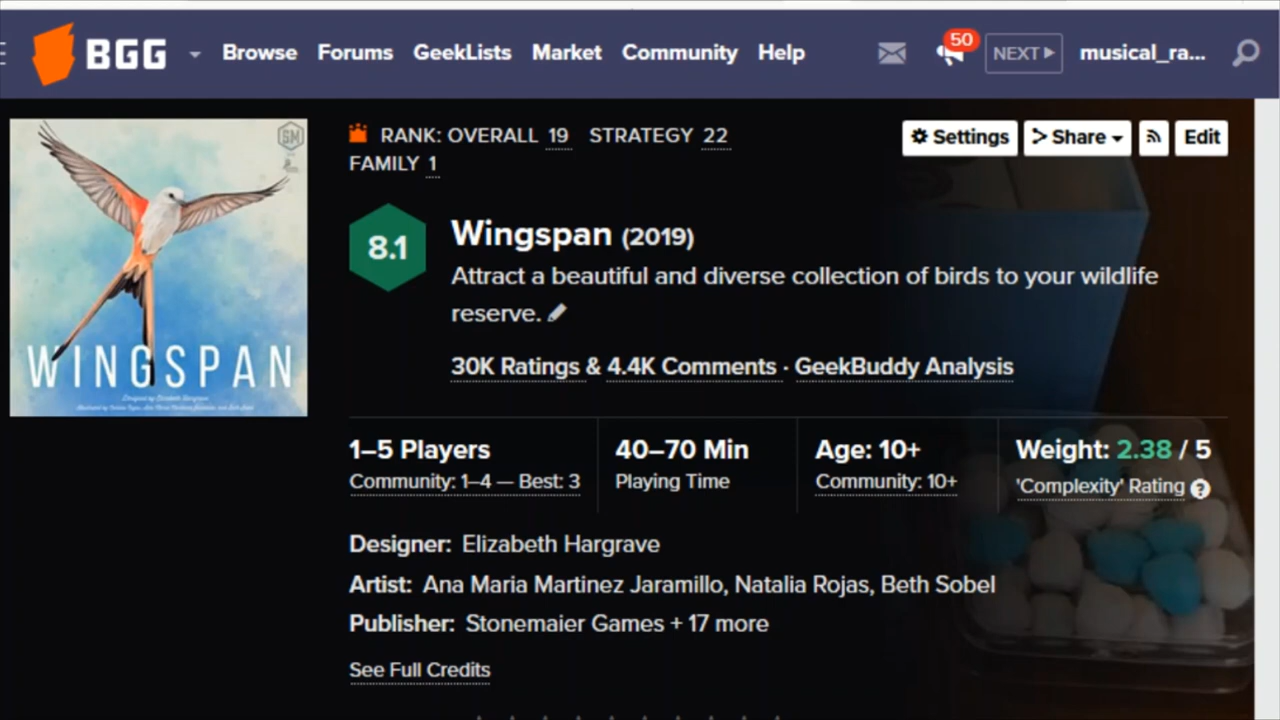 BGG Browse Forums GeekLists Market Community Help 50 NEXT musical_ra...
RANK: OVERALL 19 STRATEGY 22
FAMILY 1
Settings Share Edit
SM
WINGSPAN
Designed by Elizabeth Hargrave
8.1
Wingspan (2019)
Attract a beautiful and diverse collection of birds to your wildlife
reserve.
30K Ratings & 4.4K Comments · GeekBuddy Analysis
1–5 Players 40–70 Min Age: 10+ Weight: 2.38 / 5
Community: 1–4 — Best: 3 Playing Time Community: 10+ 'Complexity' Rating ?
Designer: Elizabeth Hargrave
Artist: Ana Maria Martinez Jaramillo, Natalia Rojas, Beth Sobel
Publisher: Stonemaier Games + 17 more
See Full Credits